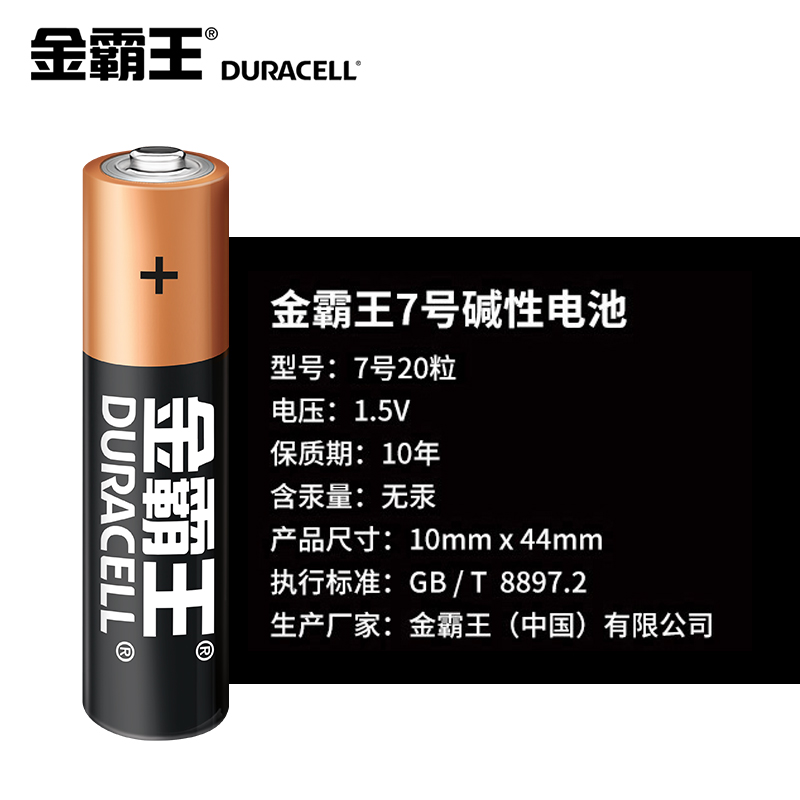 金霸王® DURACELL®
+
金霸王®
DURACELL®
金霸王7号碱性电池
型号：7号20粒
电压：1.5V
保质期：10年
含汞量：无汞
产品尺寸：10mm x 44mm
执行标准：GB / T 8897.2
生产厂家：金霸王（中国）有限公司